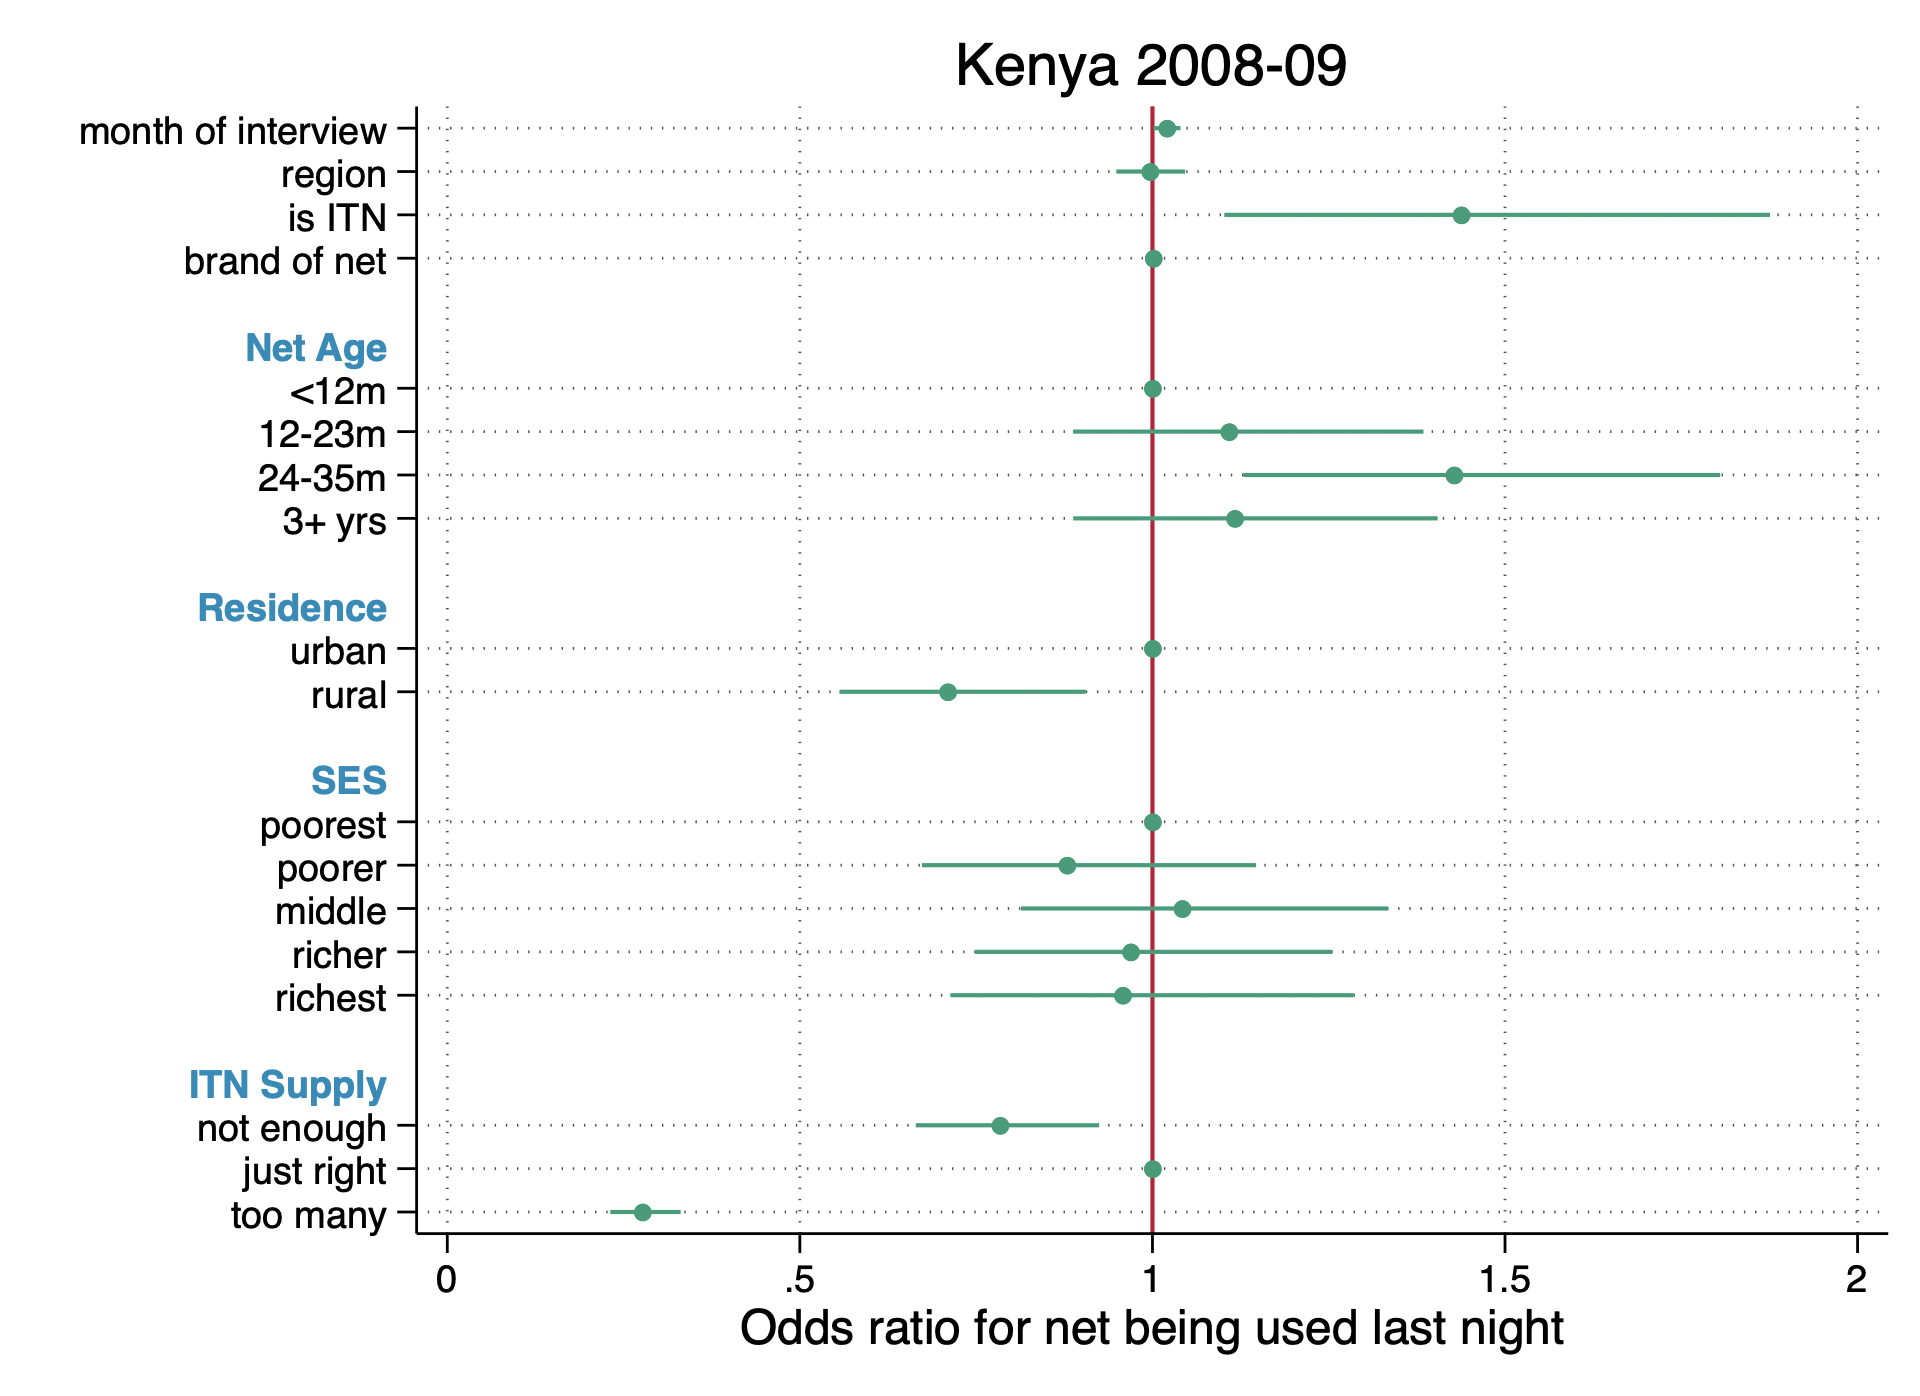 Kenya 2008-09
month of interview
region
is ITN
brand of net
Net Age
<12m
12-23m
24-35m
3+ yrs
Residence
urban
rural
SES
poorest
poorer
middle
richer
richest
ITN Supply
not enough
just right
too many
0 .5 1 1.5 2
Odds ratio for net being used last night